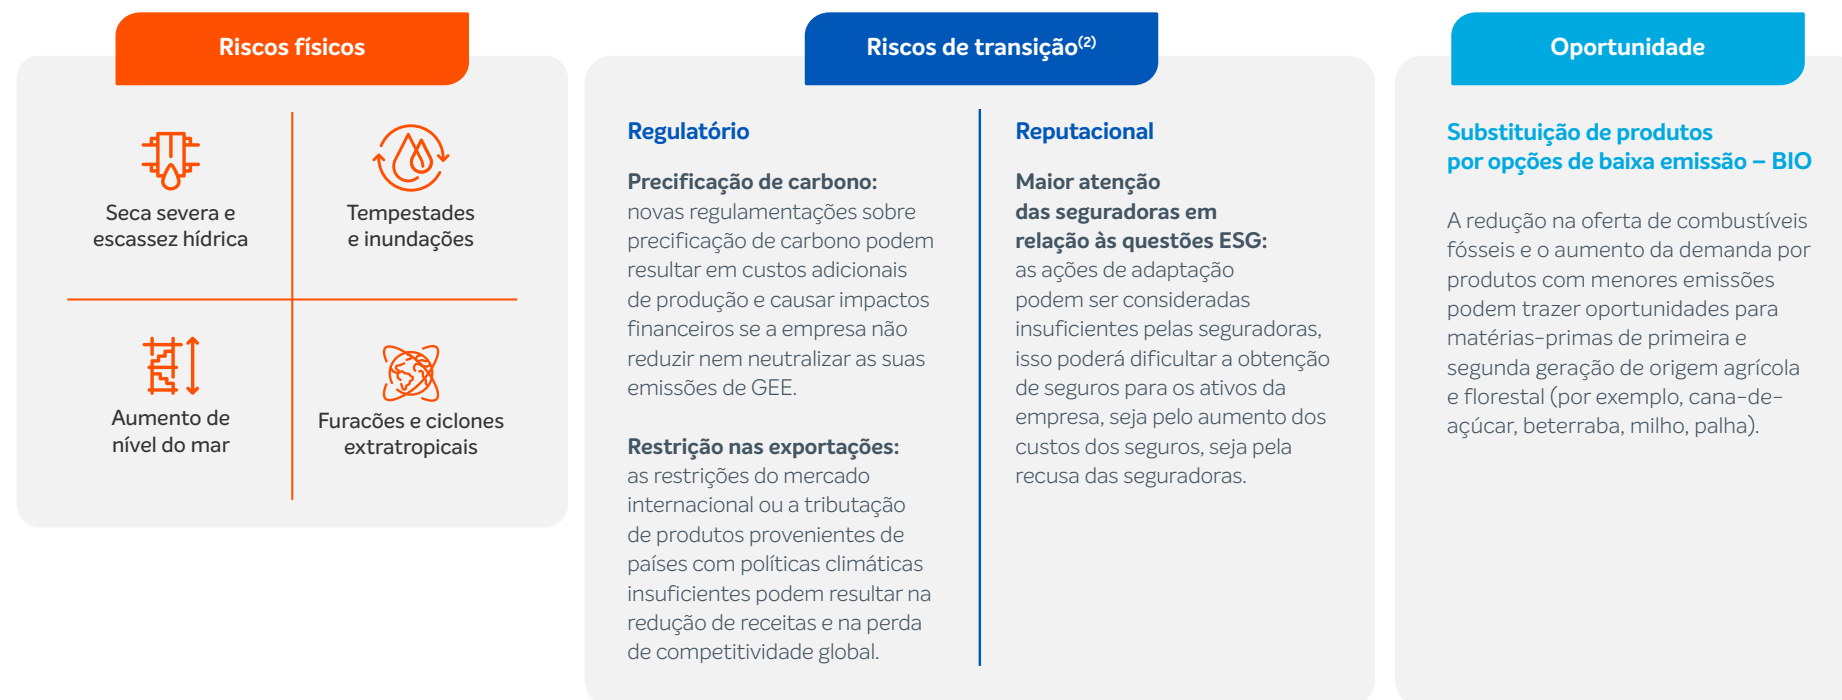 Riscos físicos
Seca severa e
escassez hídrica
Tempestades
e inundações
Aumento de
nível do mar
Furacões e ciclones
extratropicais
Riscos de transição(2)
Regulatório
Precificação de carbono:
novas regulamentações sobre
precificação de carbono podem
resultar em custos adicionais
de produção e causar impactos
financeiros se a empresa não
reduzir nem neutralizar as suas
emissões de GEE.
Restrição nas exportações:
as restrições do mercado
internacional ou a tributação
de produtos provenientes de
países com políticas climáticas
insuficientes podem resultar na
redução de receitas e na perda
de competitividade global.
Reputacional
Maior atenção
das seguradoras em
relação às questões ESG:
as ações de adaptação
podem ser consideradas
insuficientes pelas seguradoras,
isso poderá dificultar a obtenção
de seguros para os ativos da
empresa, seja pelo aumento dos
custos dos seguros, seja pela
recusa das seguradoras.
Oportunidade
Substituição de produtos
por opções de baixa emissão – BIO
A redução na oferta de combustíveis
fósseis e o aumento da demanda por
produtos com menores emissões
podem trazer oportunidades para
matérias-primas de primeira e
segunda geração de origem agrícola
e florestal (por exemplo, cana-de-
açúcar, beterraba, milho, palha).